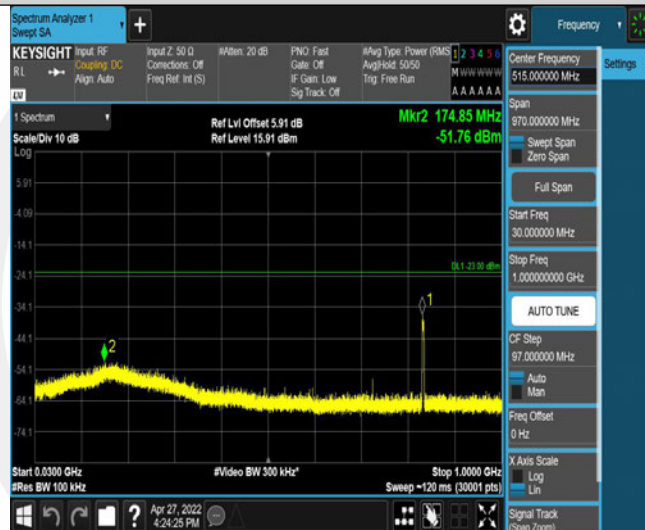 Spectrum Analyzer 1
Swept SA
Frequency
KEYSIGHT
RL
Input: RF
Coupling: DC
Align: Auto
Input Z: 50 Ω
Corrections: Off
Freq Ref: Int (S)
#Atten: 20 dB
PNO: Fast
Gate: Off
IF Gain: Low
Sig Track: Off
#Avg Type: Power (RMS
Avg|Hold: 50/50
Trig: Free Run
1 2 3 4 5 6
M W W W W W
A A A A A A
LXI
1 Spectrum
Scale/Div 10 dB
Log
Ref Lvl Offset 5.91 dB
Ref Level 15.91 dBm
Mkr2 174.85 MHz
-51.76 dBm
5.91
-4.09
-14.1
-24.1
-34.1
-44.1
-54.1
-64.1
-74.1
DL1 -23.00 dBm
1
2
Start 0.0300 GHz
#Res BW 100 kHz
#Video BW 300 kHz*
Stop 1.0000 GHz
Sweep ~120 ms (30001 pts)
Apr 27, 2022
4:24:25 PM
?
Center Frequency
515.000000 MHz
Settings
Span
970.000000 MHz
Swept Span
Zero Span
Full Span
Start Freq
30.000000 MHz
Stop Freq
1.000000000 GHz
AUTO TUNE
CF Step
97.000000 MHz
Auto
Man
Freq Offset
0 Hz
X Axis Scale
Log
Lin
Signal Track
(Span Zoom)